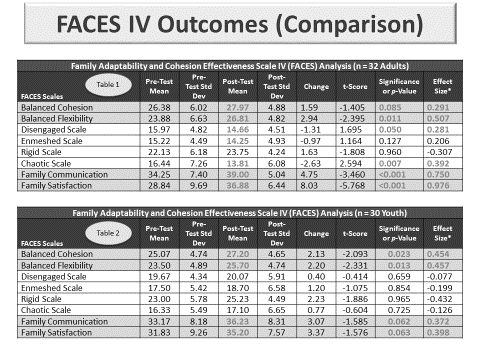 FACES IV Outcomes (Comparison)
Family Adaptability and Cohesion Effectiveness Scale IV (FACES) Analysis (n = 32 Adults)
FACES Scales Table 1 Pre-Test Mean Pre-Test Std Dev Post-Test Mean Post-Test Std Dev Change t-Score Significance or p-Value Effect Size*
Balanced Cohesion 26.38 6.02 27.97 4.88 1.59 -1.405 0.085 0.291
Balanced Flexibility 23.88 6.63 26.81 4.82 2.94 -2.395 0.011 0.507
Disengaged Scale 15.97 4.82 14.66 4.51 -1.31 1.695 0.050 0.281
Enmeshed Scale 15.22 4.49 14.25 4.93 -0.97 1.164 0.127 0.206
Rigid Scale 22.13 6.18 23.75 4.24 1.63 -1.808 0.960 -0.307
Chaotic Scale 16.44 7.26 13.81 6.08 -2.63 2.594 0.007 0.392
Family Communication 34.25 7.40 39.00 5.04 4.75 -3.460 <0.001 0.750
Family Satisfaction 28.84 9.69 36.88 6.44 8.03 -5.768 <0.001 0.976
Family Adaptability and Cohesion Effectiveness Scale IV (FACES) Analysis (n = 30 Youth)
FACES Scales Table 2 Pre-Test Mean Pre-Test Std Dev Post-Test Mean Post-Test Std Dev Change t-Score Significance or p-Value Effect Size*
Balanced Cohesion 25.07 4.74 27.20 4.65 2.13 -2.093 0.023 0.454
Balanced Flexibility 23.50 4.89 25.70 4.74 2.20 -2.331 0.013 0.457
Disengaged Scale 19.67 4.34 20.07 5.91 0.40 -0.414 0.659 -0.077
Enmeshed Scale 17.50 5.42 18.70 6.58 1.20 -1.075 0.854 -0.199
Rigid Scale 23.00 5.78 25.23 4.49 2.23 -1.886 0.965 -0.432
Chaotic Scale 16.33 5.49 17.10 6.65 0.77 -0.604 0.725 -0.126
Family Communication 33.17 8.18 36.23 8.31 3.07 -1.585 0.062 0.372
Family Satisfaction 31.83 9.26 35.20 7.57 3.37 -1.576 0.063 0.398